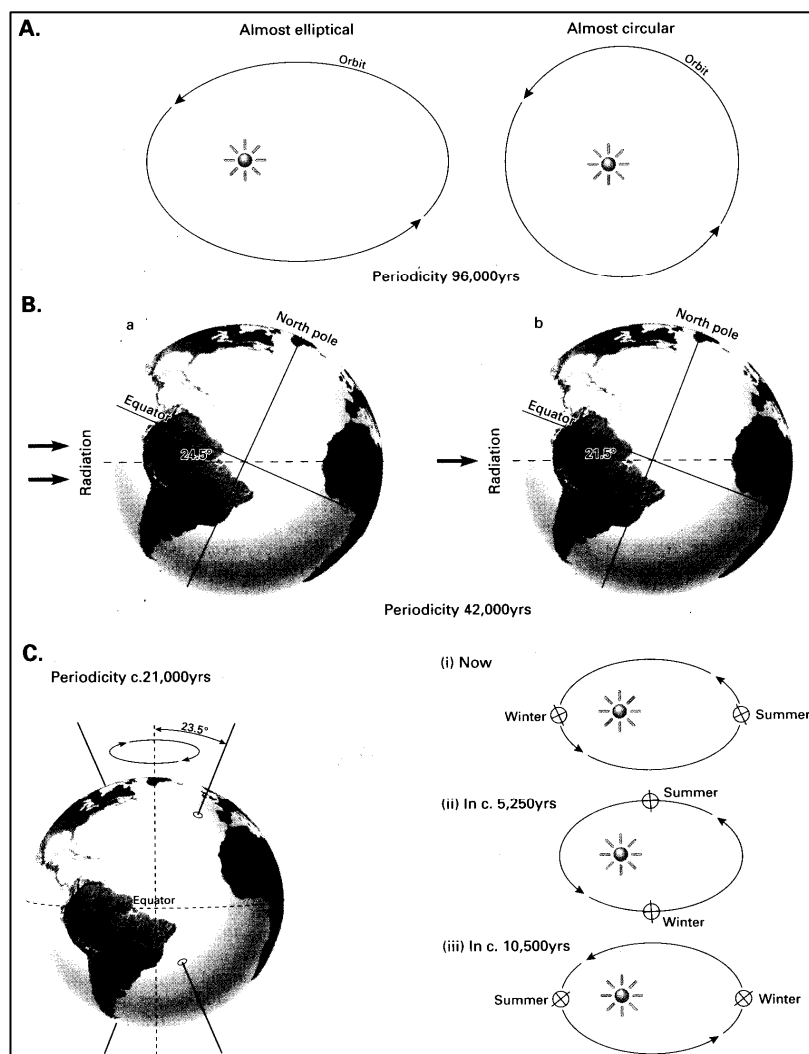 A.
Almost elliptical
Almost circular
Orbit
Orbit
Periodicity 96,000yrs
B.
a
b
North pole
North pole
Equator
Equator
24.5°
21.5°
Radiation
Radiation
Periodicity 42,000yrs
C.
Periodicity c.21,000yrs
23.5°
Equator
(i) Now
Winter
Summer
(ii) In c. 5,250yrs
Summer
Winter
(iii) In c. 10,500yrs
Summer
Winter